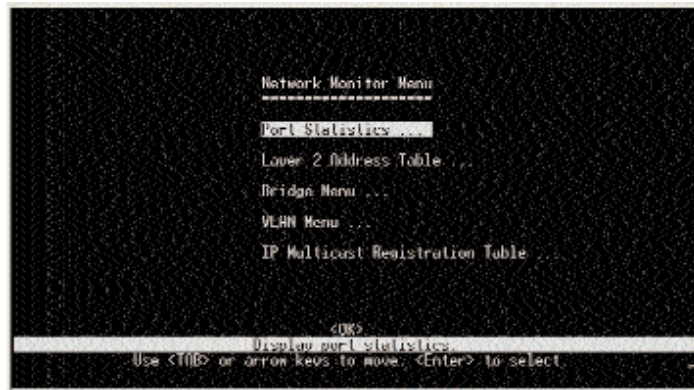 Network Monitor Menu
====================
Port Statistics ...
Layer 2 Address Table ...
Bridge Menu ...
VLAN Menu ...
IP Multicast Registration Table ...
<OK>
Display port statistics.
Use <TAB> or arrow keys to move. <Enter> to select